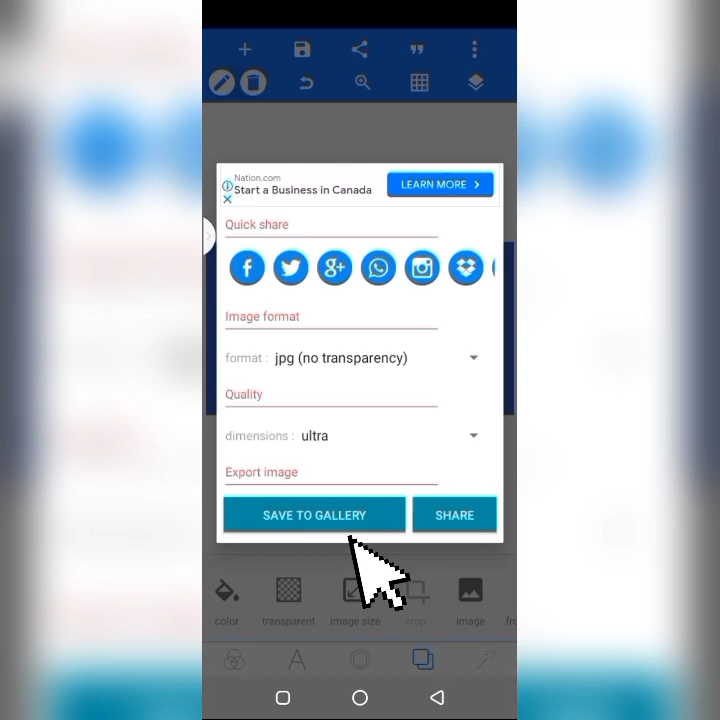 Nation.com
Start a Business in Canada
LEARN MORE
Quick share
Image format
format : jpg (no transparency)
Quality
dimensions : ultra
Export image
SAVE TO GALLERY
SHARE
color
transparent
image size
crop
image
fro